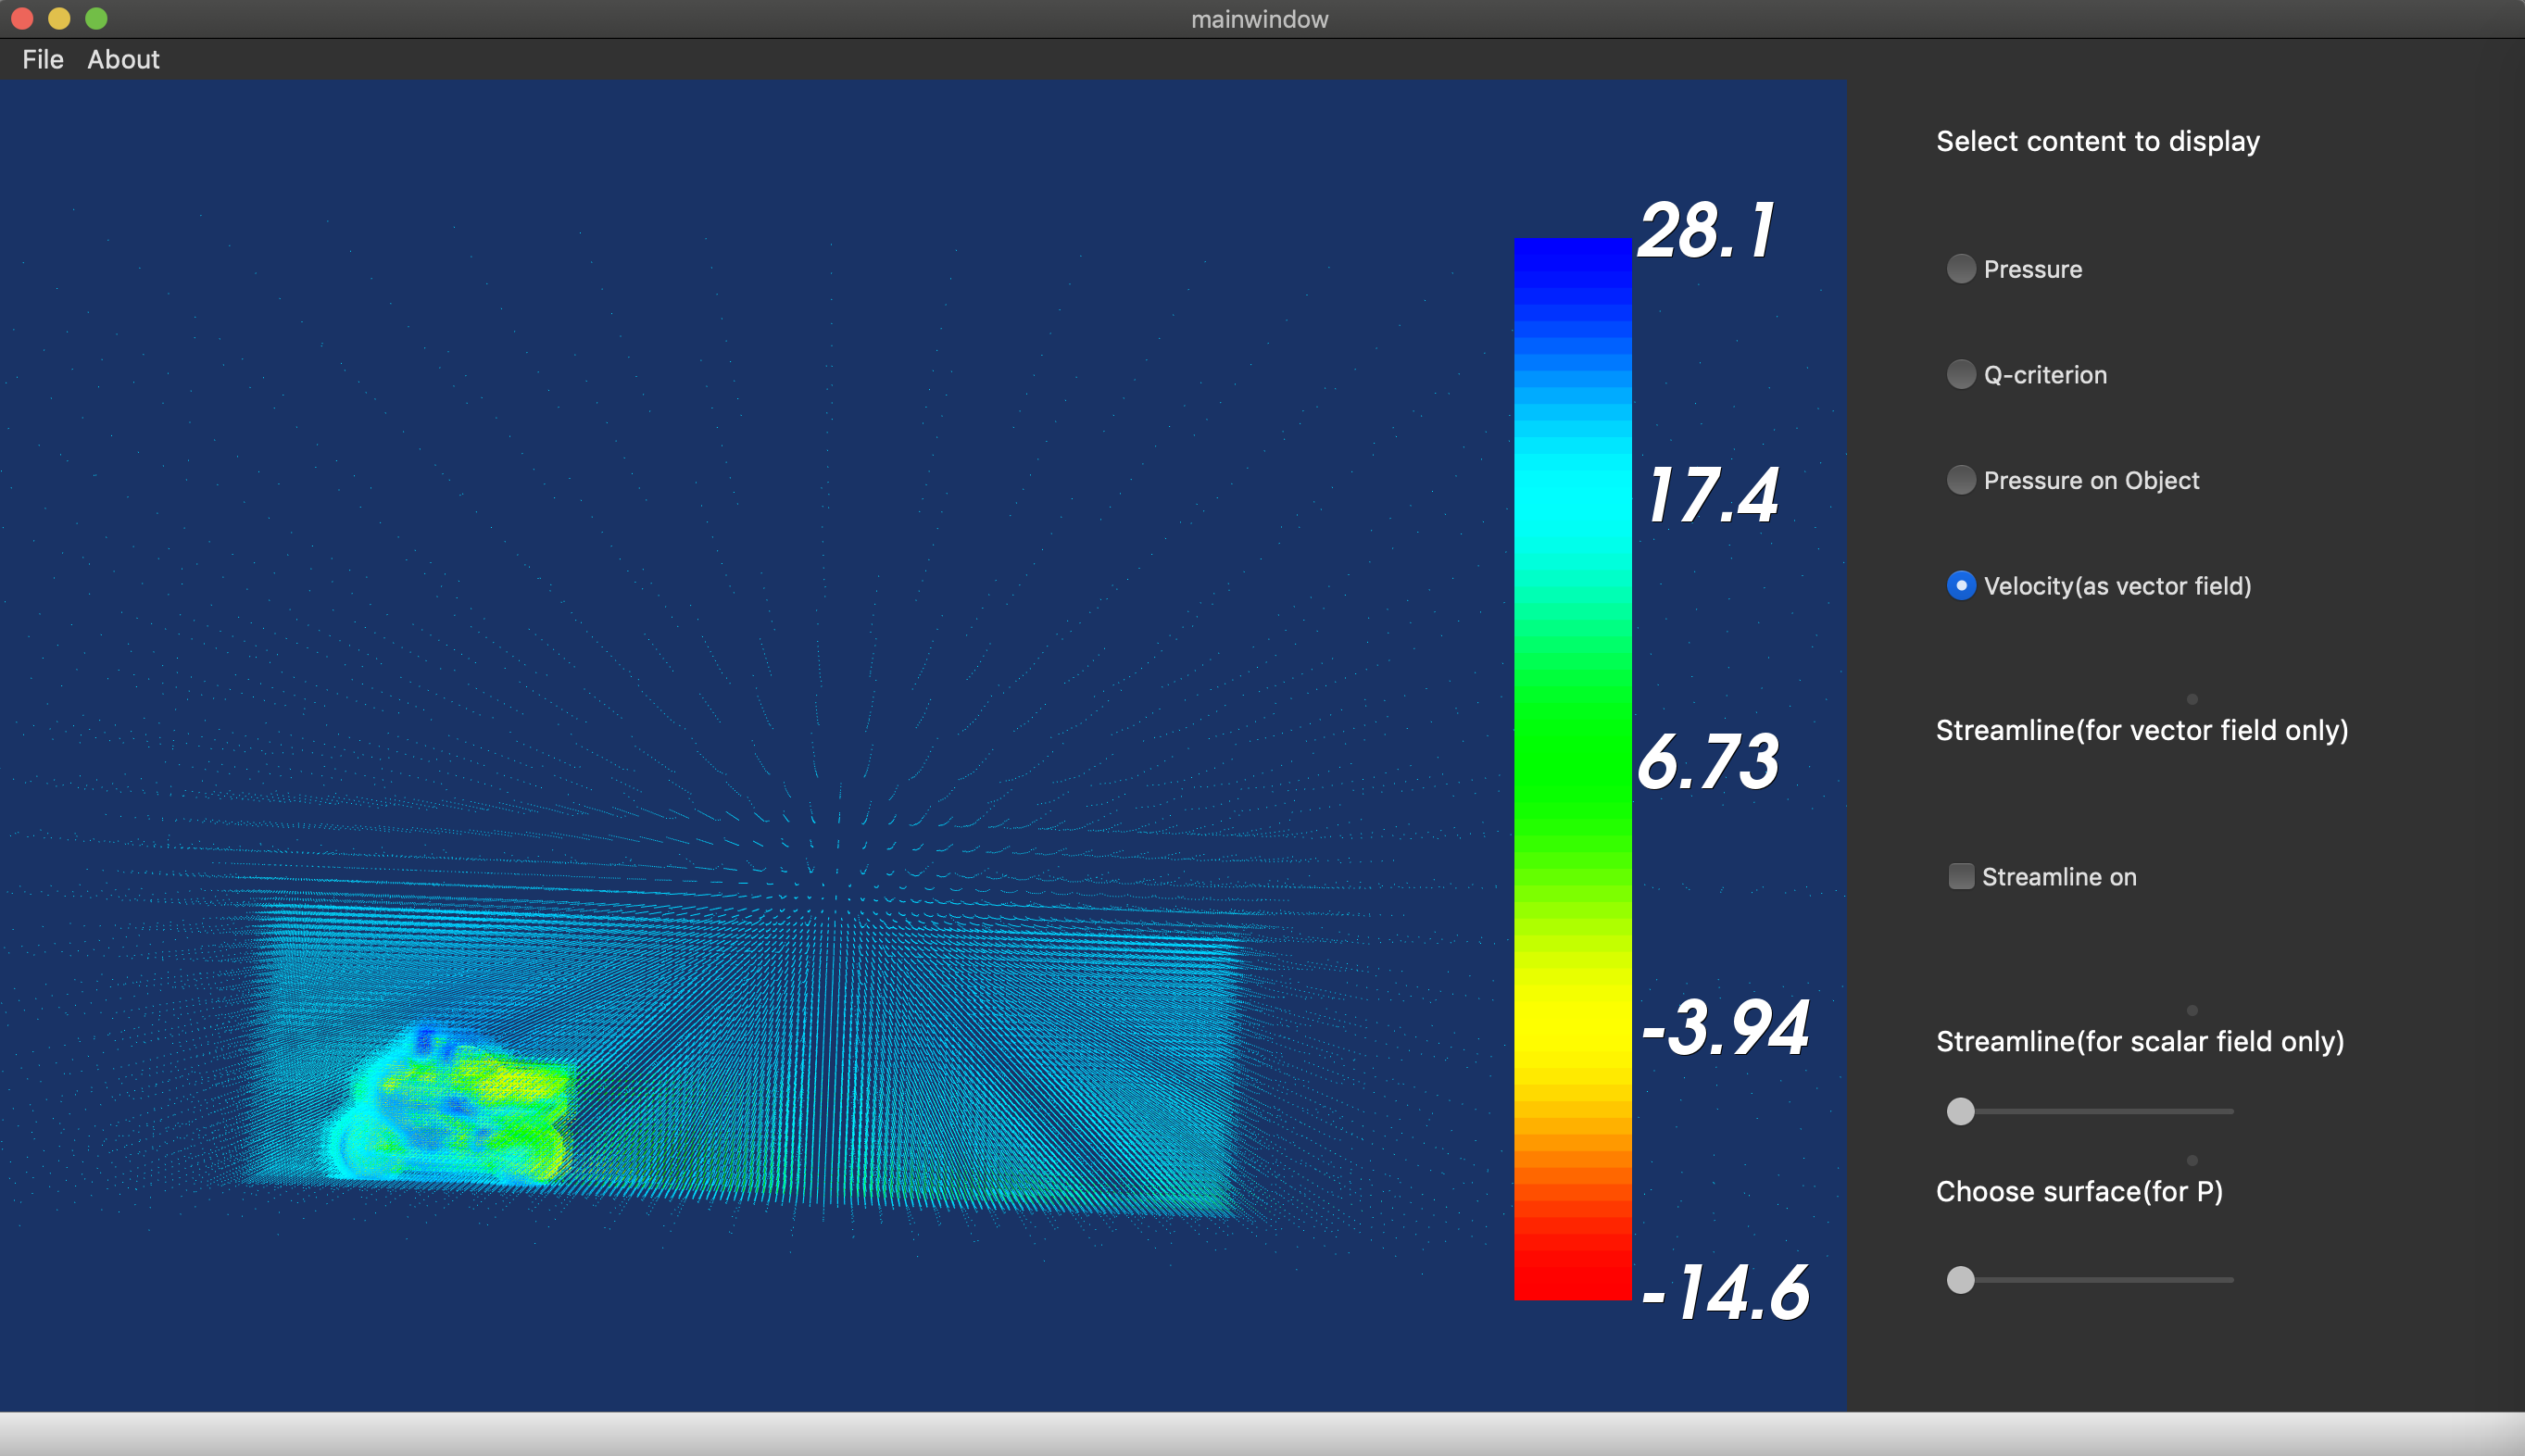 mainwindow
File About
28.1
17.4
6.73
-3.94
-14.6
Select content to display
Pressure
Q-criterion
Pressure on Object
Velocity(as vector field)
Streamline(for vector field only)
Streamline on
Streamline(for scalar field only)
Choose surface(for P)